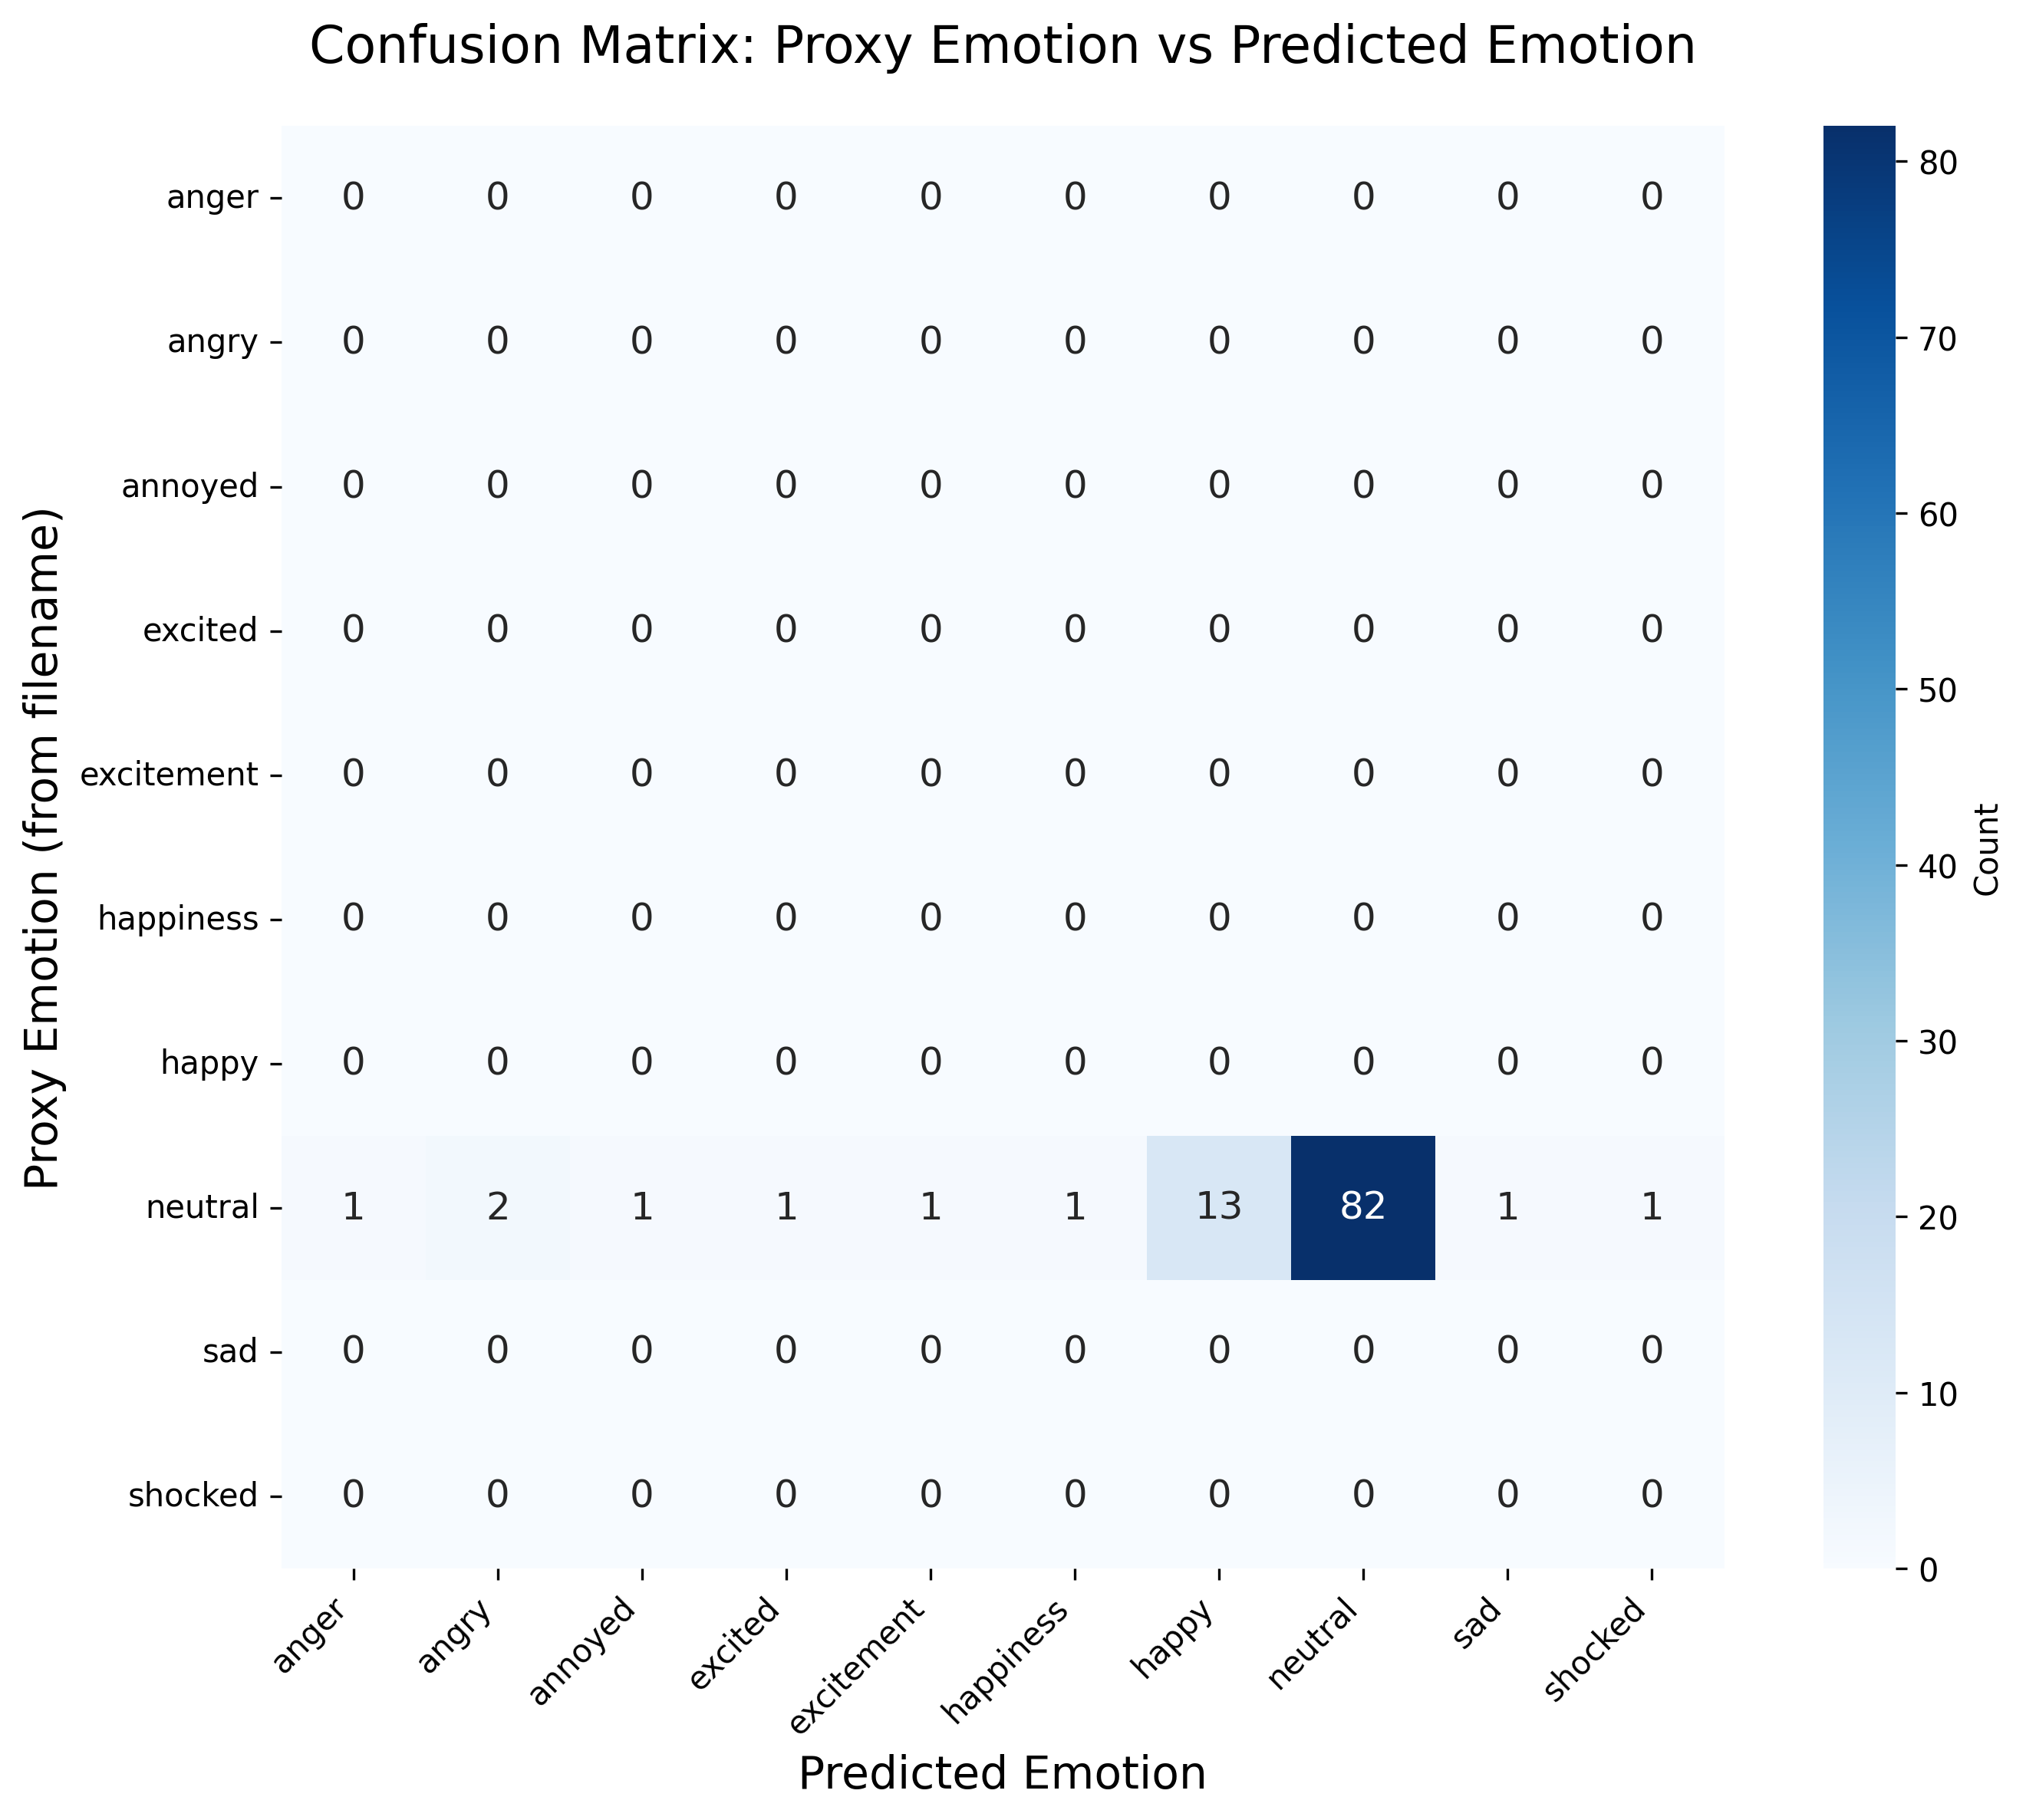 Confusion Matrix: Proxy Emotion vs Predicted Emotion
Proxy Emotion (from filename)
anger 0 0 0 0 0 0 0 0 0 0
angry 0 0 0 0 0 0 0 0 0 0
annoyed 0 0 0 0 0 0 0 0 0 0
excited 0 0 0 0 0 0 0 0 0 0
excitement 0 0 0 0 0 0 0 0 0 0
happiness 0 0 0 0 0 0 0 0 0 0
happy 0 0 0 0 0 0 0 0 0 0
neutral 1 2 1 1 1 1 13 82 1 1
sad 0 0 0 0 0 0 0 0 0 0
shocked 0 0 0 0 0 0 0 0 0 0
anger angry annoyed excited excitement happiness happy neutral sad shocked
Predicted Emotion
80
70
60
50
40
30
20
10
0
Count